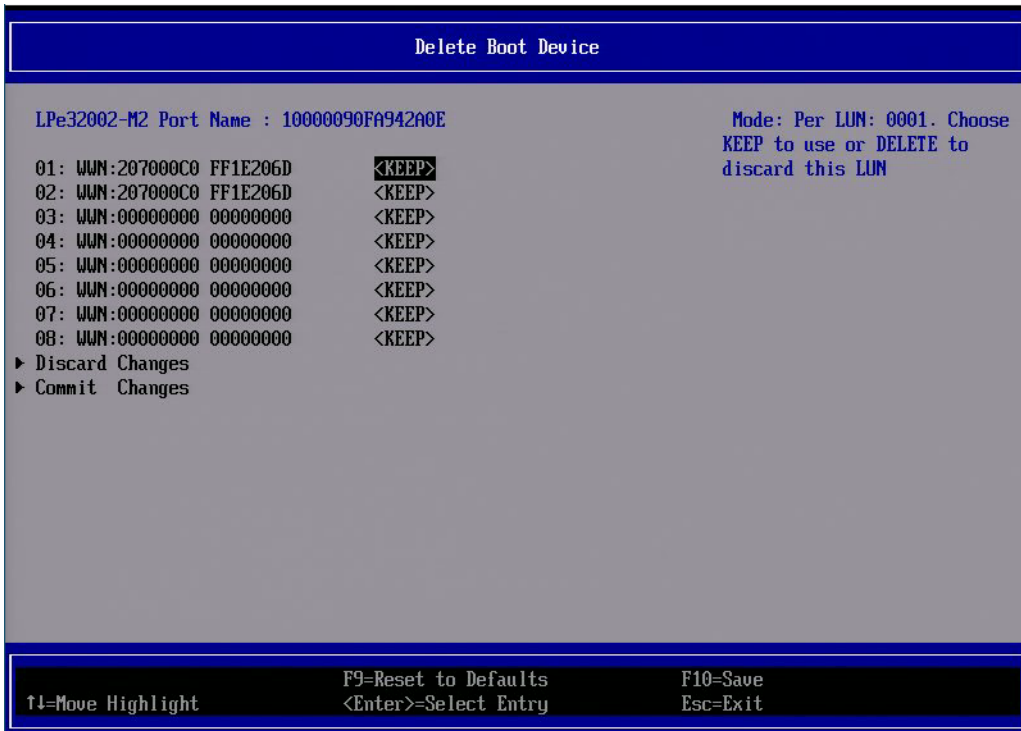 Delete Boot Device
LPe32002-M2 Port Name : 10000090FA942A0E
Mode: Per LUN: 0001. Choose
KEEP to use or DELETE to
discard this LUN
01: WWN:207000C0 FF1E206D <KEEP>
02: WWN:207000C0 FF1E206D <KEEP>
03: WWN:00000000 00000000 <KEEP>
04: WWN:00000000 00000000 <KEEP>
05: WWN:00000000 00000000 <KEEP>
06: WWN:00000000 00000000 <KEEP>
07: WWN:00000000 00000000 <KEEP>
08: WWN:00000000 00000000 <KEEP>
Discard Changes
Commit Changes
F9=Reset to Defaults F10=Save
↑↓=Move Highlight <Enter>=Select Entry Esc=Exit